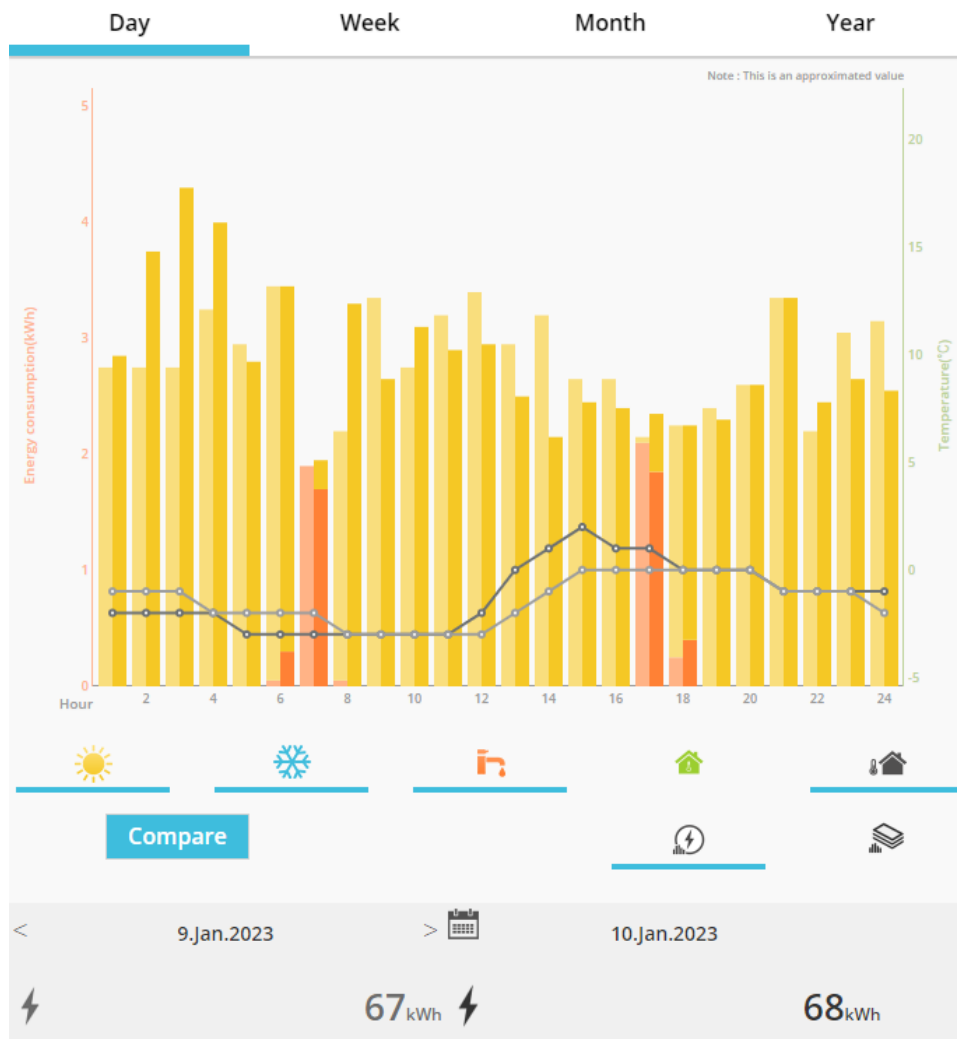 Day Week Month Year
Note : This is an approximated value
5
4
3
2
1
0
Energy consumption(kWh)
20
15
10
5
0
-5
Temperature(°C)
Hour 2 4 6 8 10 12 14 16 18 20 22 24
Compare
< 9.Jan.2023 > 10.Jan.2023
67kWh 68kWh